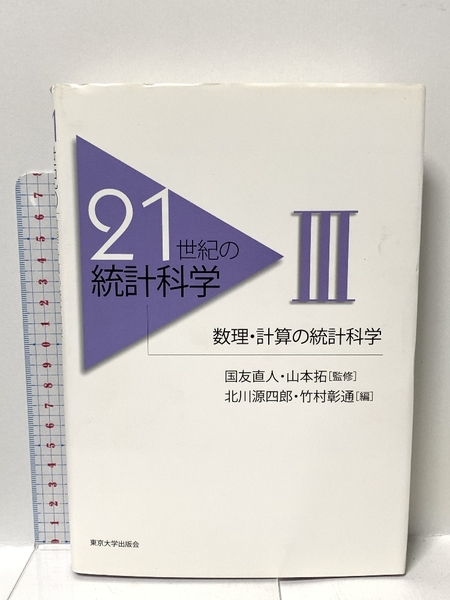 21世紀の
統計科学
III
数理・計算の統計科学
国友直人・山本拓[監修]
北川源四郎・竹村彰通[編]
東京大学出版会